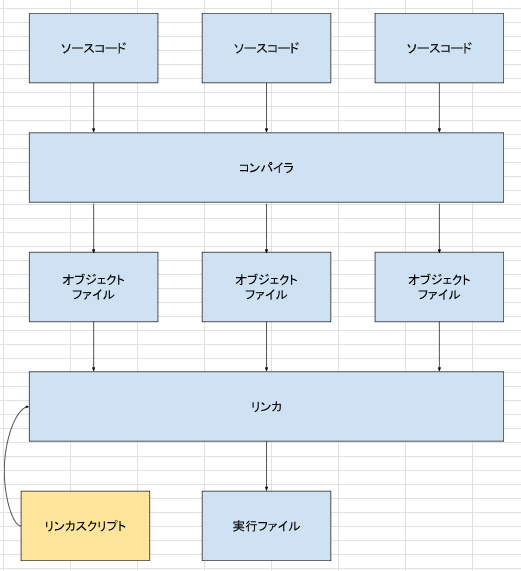 ソースコード
ソースコード
ソースコード
コンパイラ
オブジェクト
ファイル
オブジェクト
ファイル
オブジェクト
ファイル
リンカ
リンカスクリプト
実行ファイル